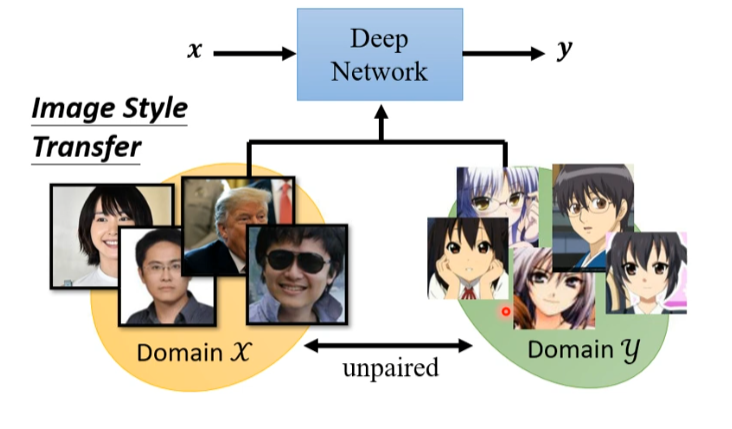 x
Deep
Network
y
Image Style
Transfer
Domain 𝒳
unpaired
Domain 𝒴